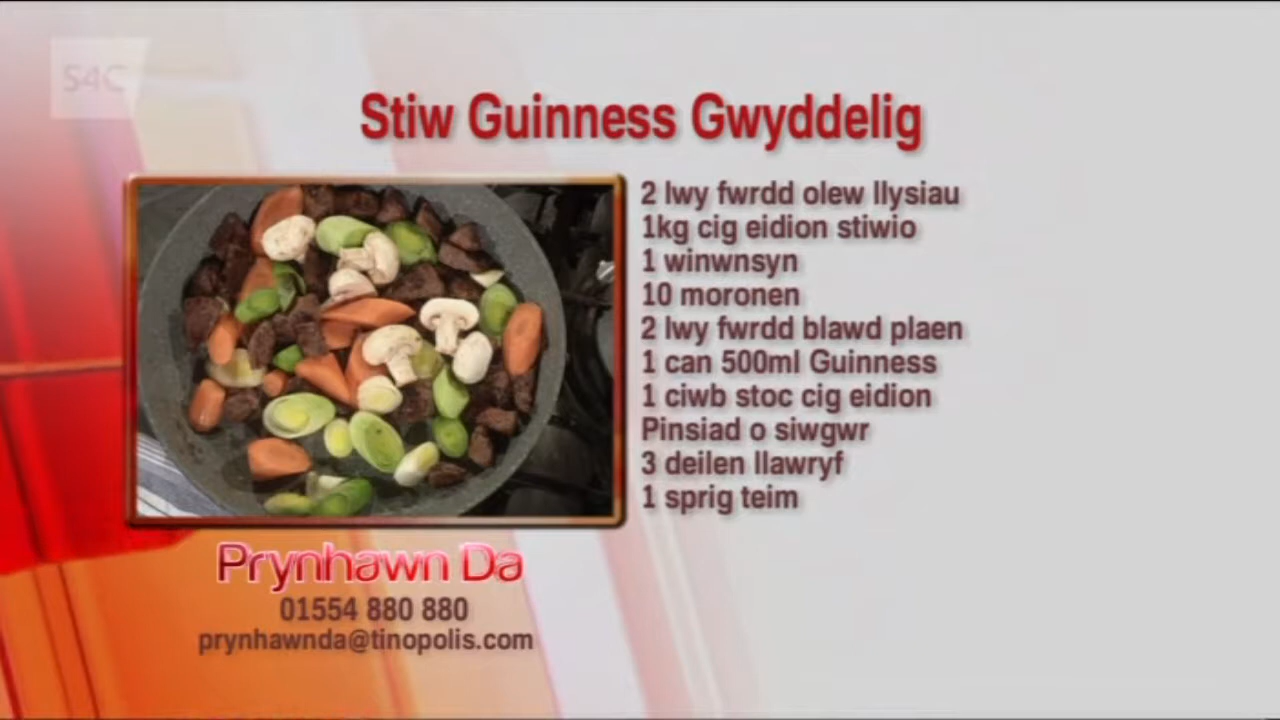 S4C
Stiw Guinness Gwyddelig
2 lwy fwrdd olew llysiau
1kg cig eidion stiwio
1 winwnsyn
10 moronen
2 lwy fwrdd blawd plaen
1 can 500ml Guinness
1 ciwb stoc cig eidion
Pinsiad o siwgwr
3 deilen llawryf
1 sprig teim
Prynhawn Da
01554 880 880
prynhawnda@tinopolis.com